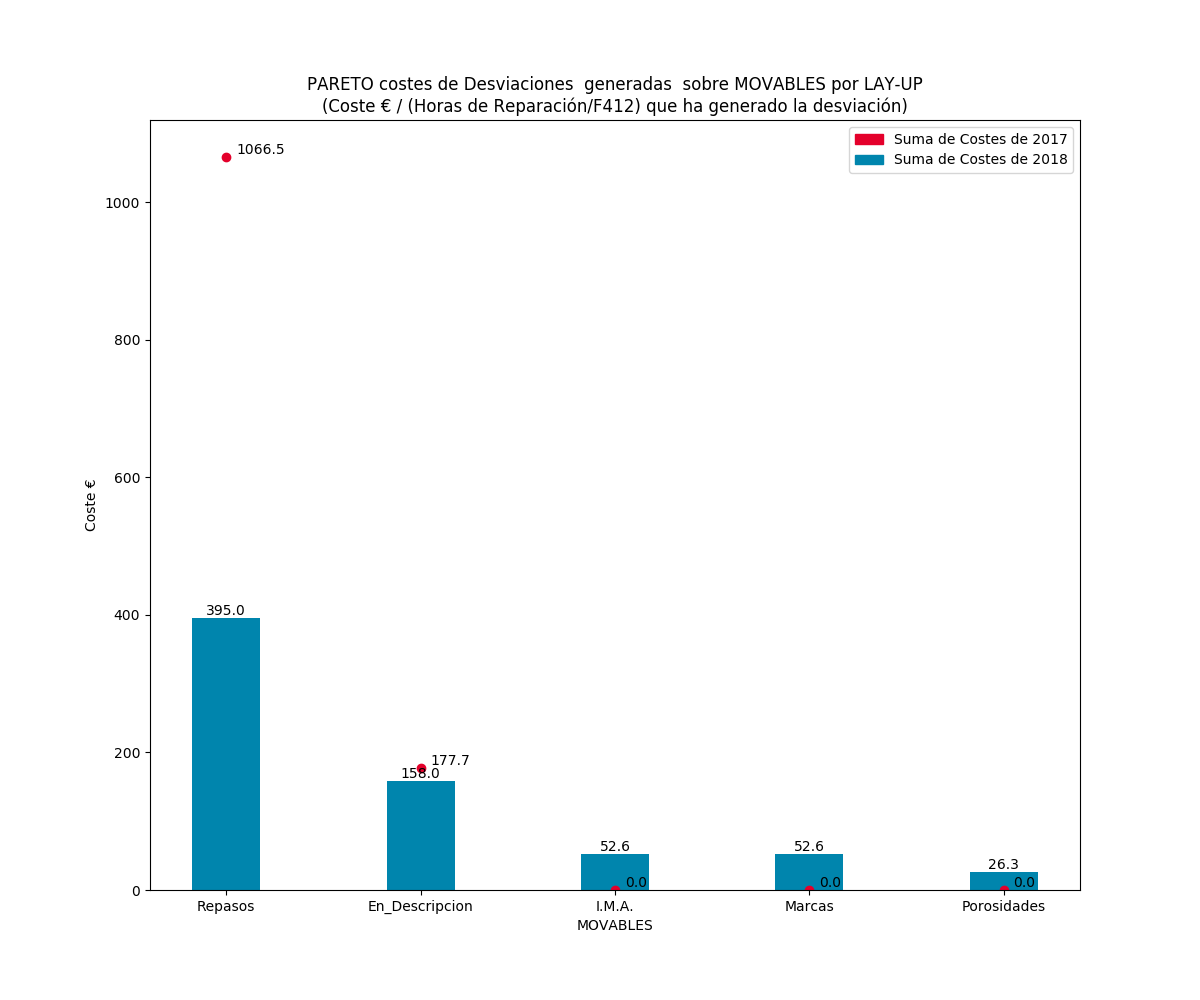 PARETO costes de Desviaciones  generadas  sobre MOVABLES por LAY-UP
(Coste € / (Horas de Reparación/F412) que ha generado la desviación)
Suma de Costes de 2017
Suma de Costes de 2018
1066.5
1000
800
600
Coste €
400
395.0
200
177.7
158.0
52.6
52.6
26.3
0.0
0.0
0.0
0
Repasos
En_Descripcion
I.M.A.
Marcas
Porosidades
MOVABLES